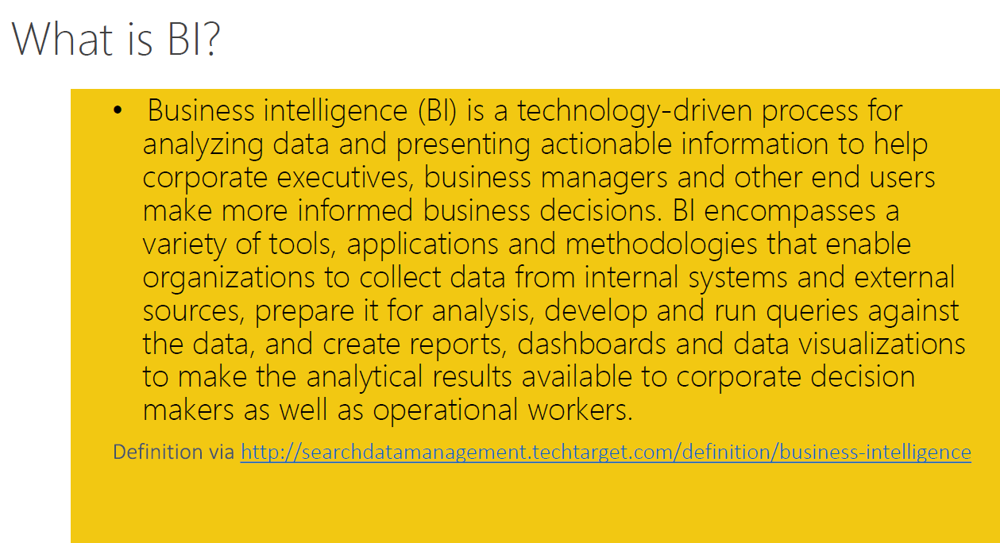 What is BI?
• Business intelligence (BI) is a technology-driven process for
analyzing data and presenting actionable information to help
corporate executives, business managers and other end users
make more informed business decisions. BI encompasses a
variety of tools, applications and methodologies that enable
organizations to collect data from internal systems and external
sources, prepare it for analysis, develop and run queries against
the data, and create reports, dashboards and data visualizations
to make the analytical results available to corporate decision
makers as well as operational workers.
Definition via http://searchdatamanagement.techtarget.com/definition/business-intelligence